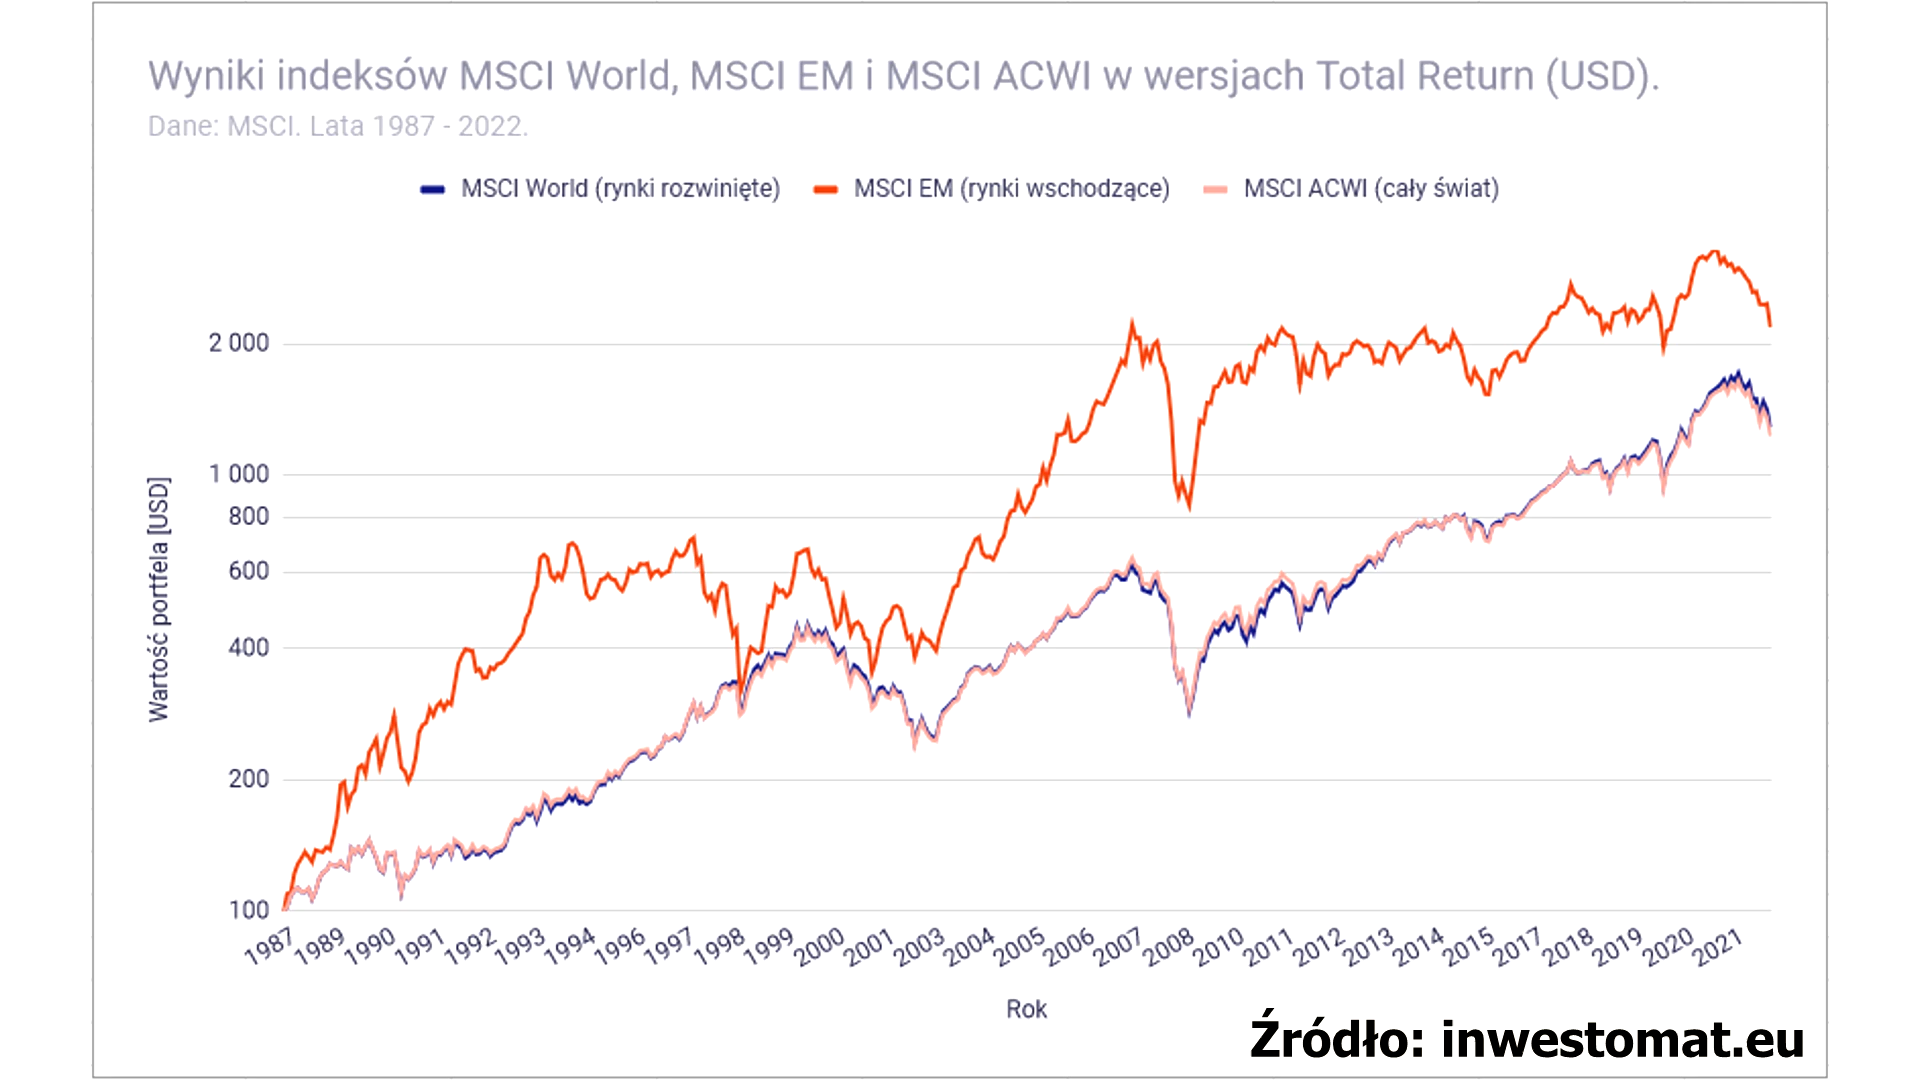 Wyniki indeksów MSCI World, MSCI EM i MSCI ACWI w wersjach Total Return (USD).
Dane: MSCI. Lata 1987 - 2022.
MSCI World (rynki rozwinięte) MSCI EM (rynki wschodzące) MSCI ACWI (cały świat)
Wartość portfela [USD]
2 000
1 000
800
600
400
200
100
1987 1989 1990 1991 1992 1993 1994 1996 1997 1998 1999 2000 2001 2003 2004 2005 2006 2007 2008 2010 2011 2012 2013 2014 2015 2017 2018 2019 2020 2021
Rok
Źródło: inwestomat.eu